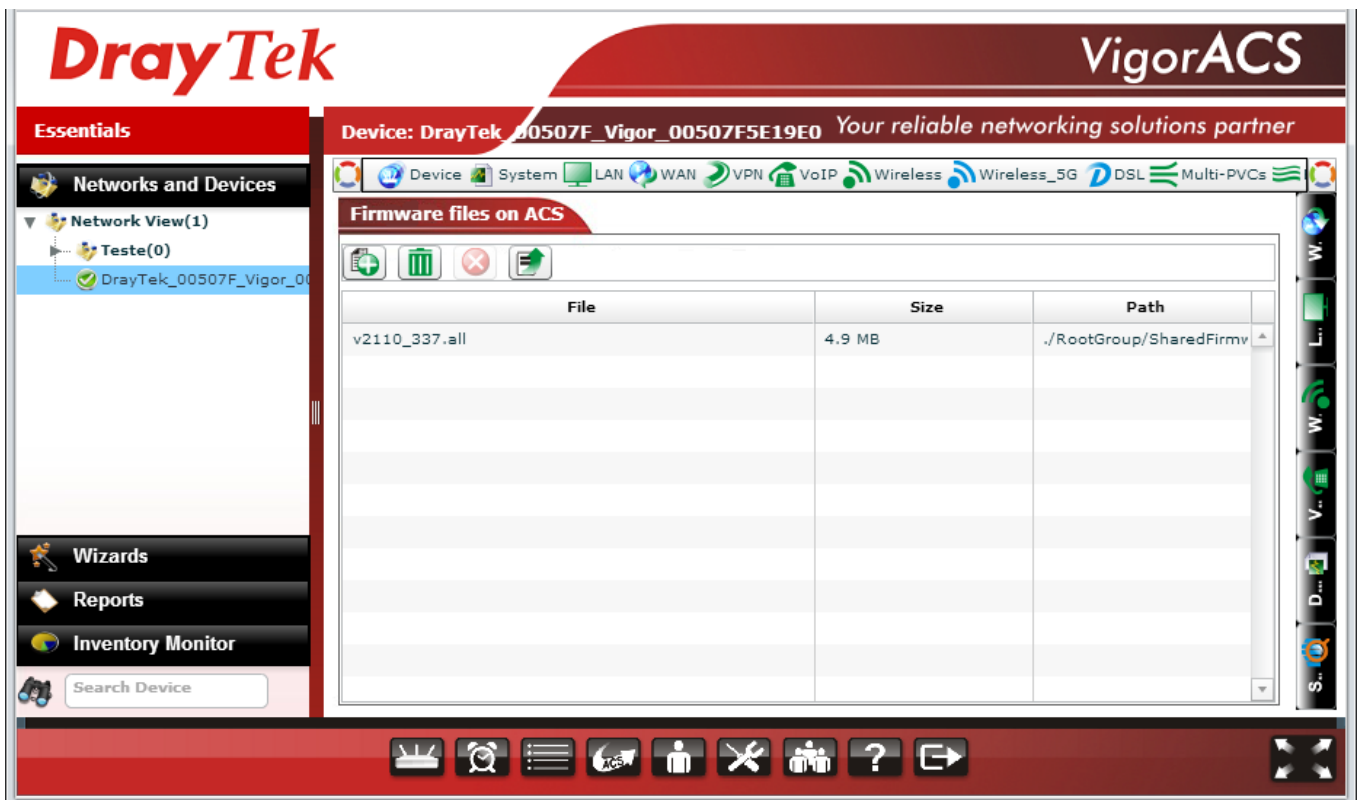 DrayTek
VigorACS
Essentials
Device: DrayTek_00507F_Vigor_00507F5E19E0 Your reliable networking solutions partner
Networks and Devices
Device System LAN WAN VPN VoIP Wireless Wireless_5G DSL Multi-PVCs
Network View(1)
Teste(0)
DrayTek_00507F_Vigor_00
Firmware files on ACS
File Size Path
v2110_337.all 4.9 MB ./RootGroup/SharedFirmv
W.
L..
W.
V..
D...
S..
Wizards
Reports
Inventory Monitor
Search Device
ACS
?